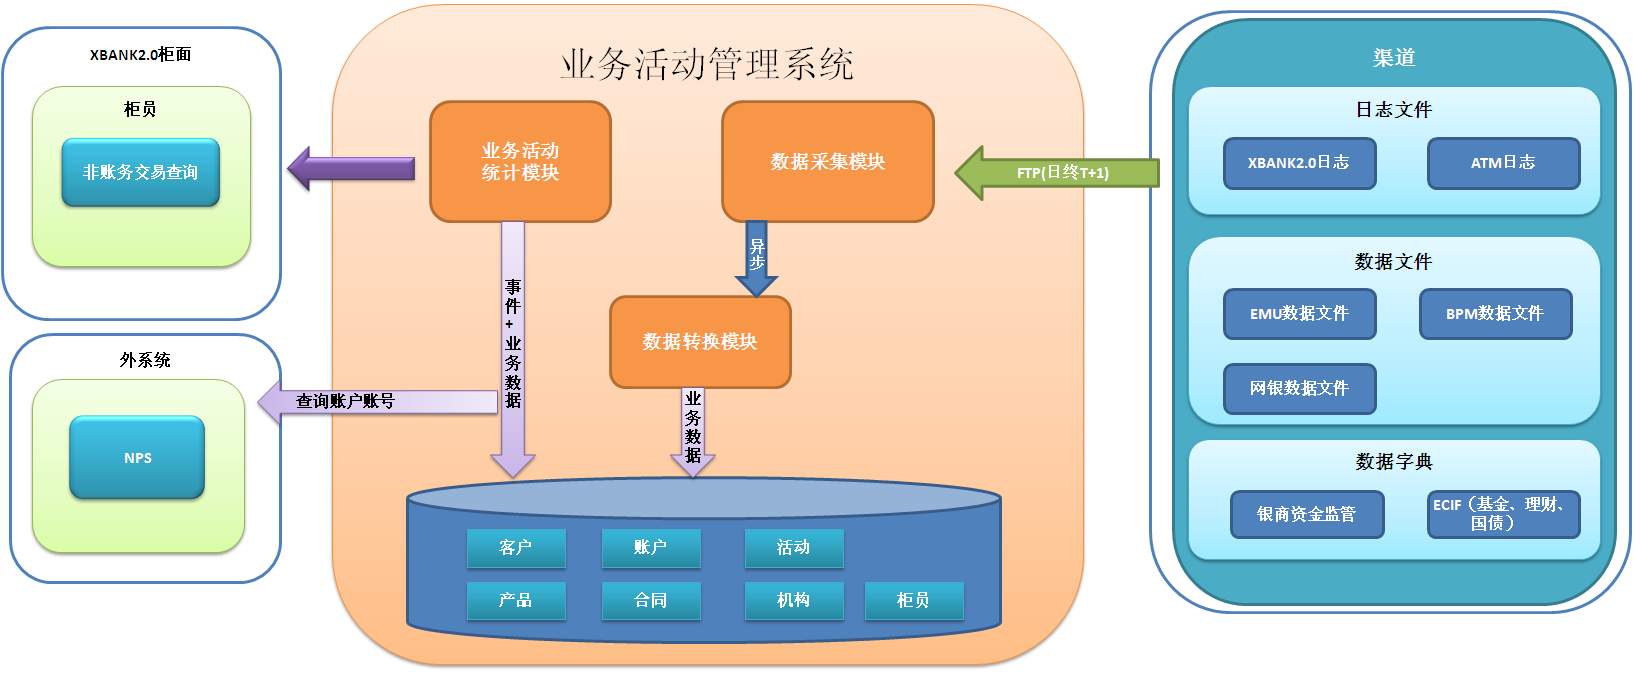 XBANK2.0柜面
柜员
非账务交易查询
外系统
NPS
业务活动管理系统
业务活动
统计模块
数据采集模块
异步
数据转换模块
事件+业务数据
查询账户账号
业务数据
客户
账户
活动
产品
合同
机构
柜员
FTP(日终T+1)
渠道
日志文件
XBANK2.0日志
ATM日志
数据文件
EMU数据文件
BPM数据文件
网银数据文件
数据字典
银商资金监管
ECIF（基金、理财、
国债）